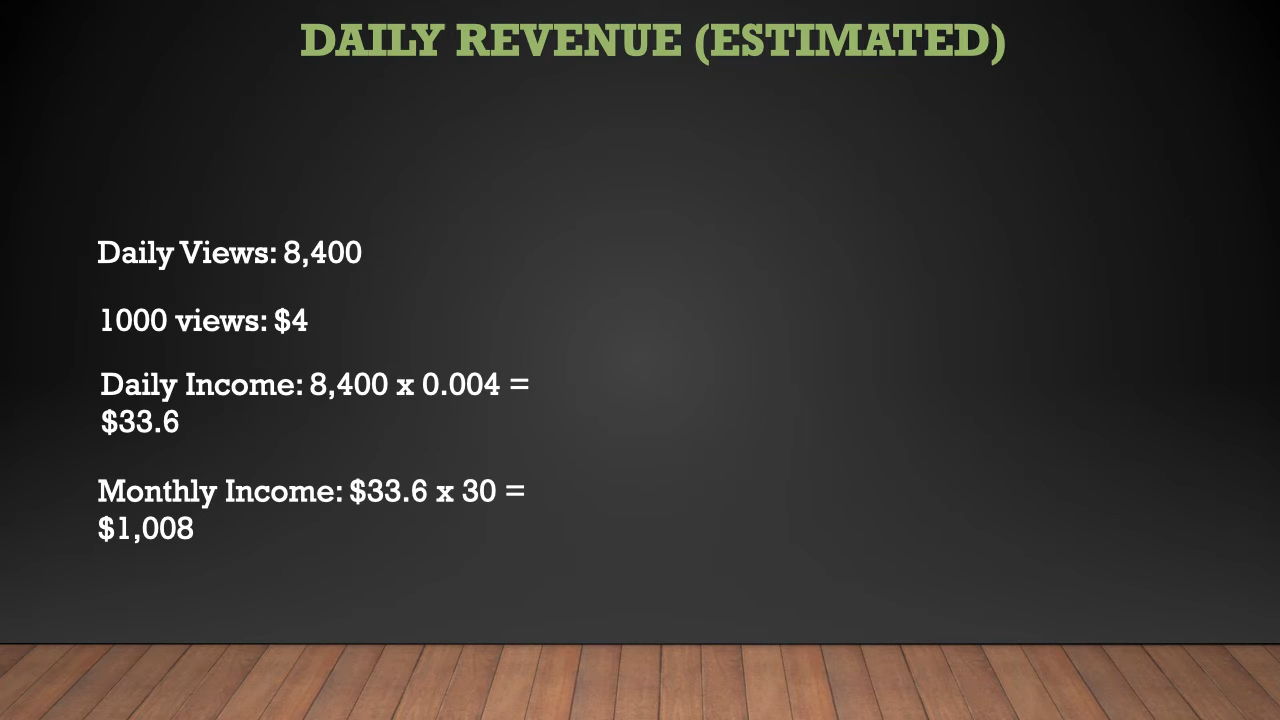 DAILY REVENUE (ESTIMATED)
Daily Views: 8,400
1000 views: $4
Daily Income: 8,400 x 0.004 =
$33.6
Monthly Income: $33.6 x 30 =
$1,008